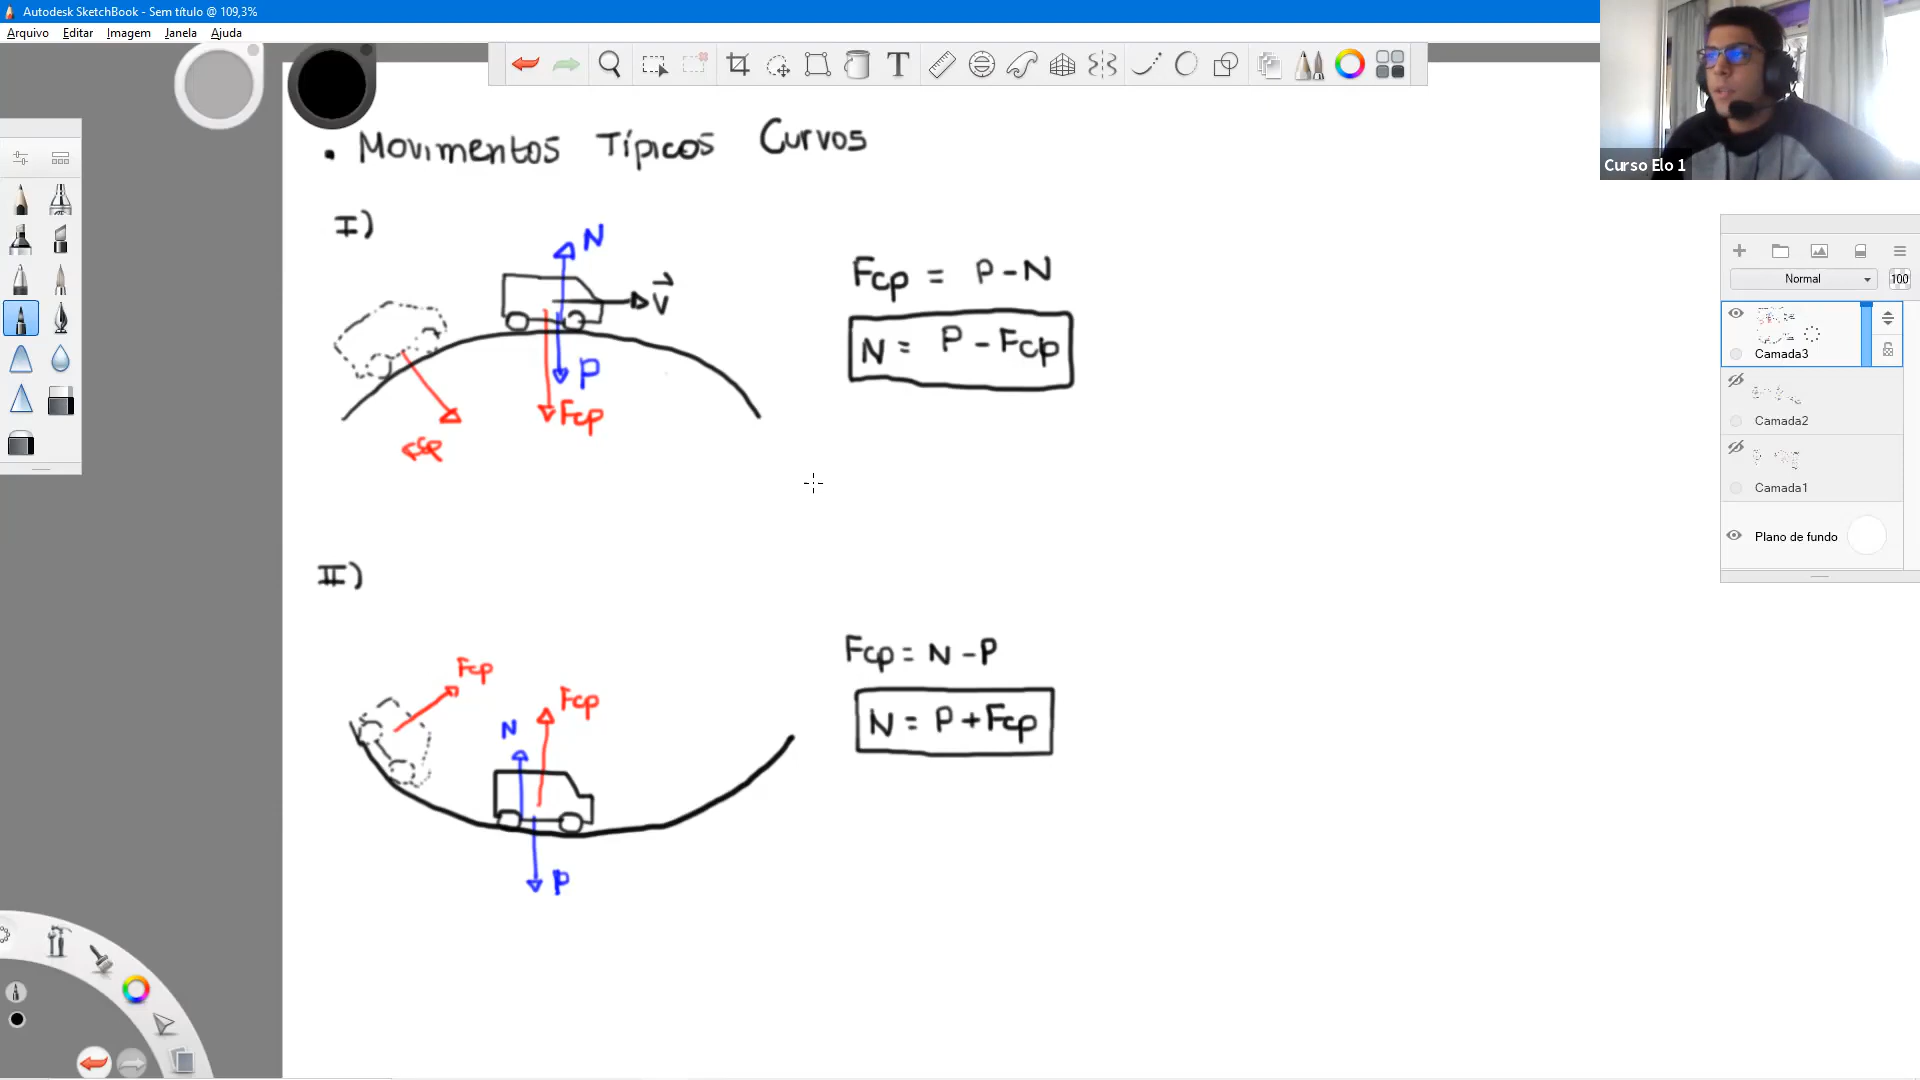 Autodesk SketchBook - Sem título @ 109,3%
Arquivo Editar Imagem Janela Ajuda
Curso Elo 1
• Movimentos Típicos Curvos
I)
N
V
P
Fcp
Fcp
Fcp = P - N
N = P - Fcp
II)
Fcp
Fcp
N
P
Fcp = N - P
N = P + Fcp
Normal 100
Camada3
Camada2
Camada1
Plano de fundo